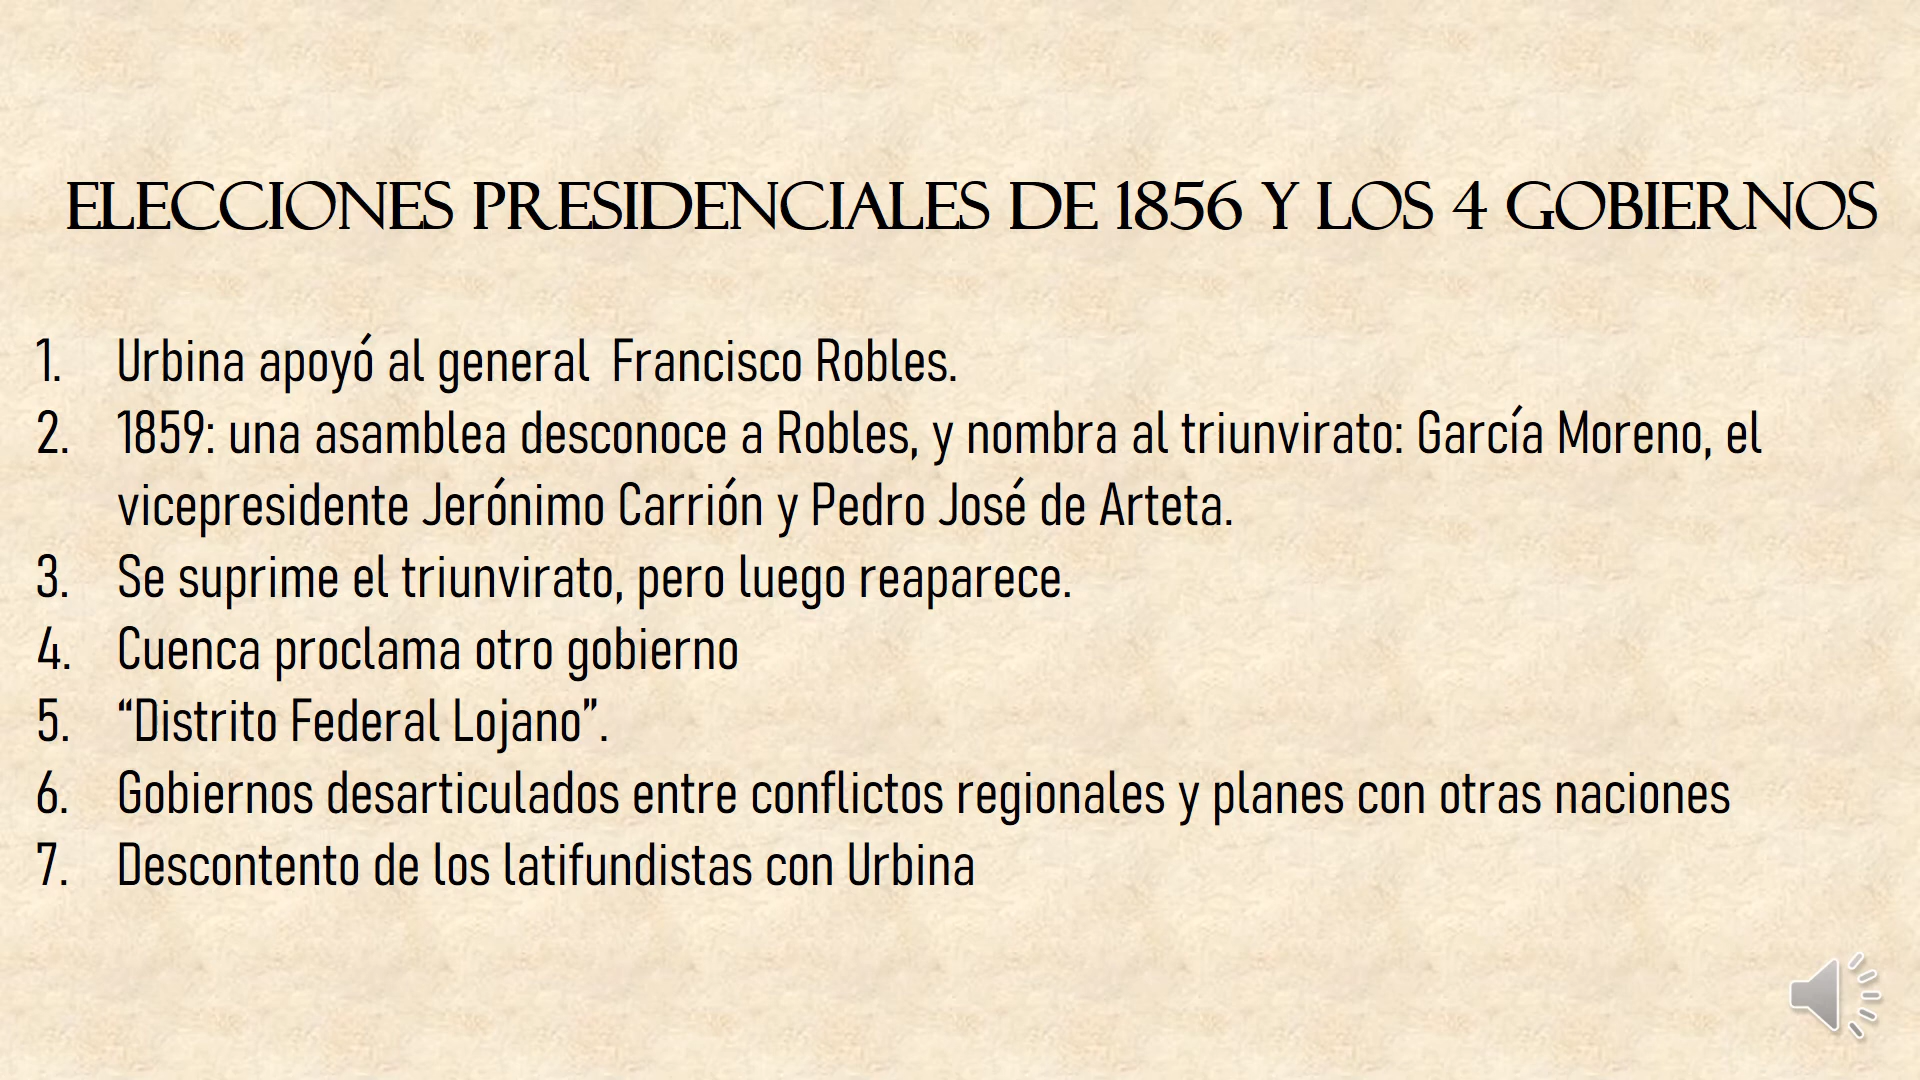 ELECCIONES PRESIDENCIALES DE 1856 Y LOS 4 GOBIERNOS
1. Urbina apoyó al general  Francisco Robles.
2. 1859: una asamblea desconoce a Robles, y nombra al triunvirato: García Moreno, el
vicepresidente Jerónimo Carrión y Pedro José de Arteta.
3. Se suprime el triunvirato, pero luego reaparece.
4. Cuenca proclama otro gobierno
5. “Distrito Federal Lojano”.
6. Gobiernos desarticulados entre conflictos regionales y planes con otras naciones
7. Descontento de los latifundistas con Urbina